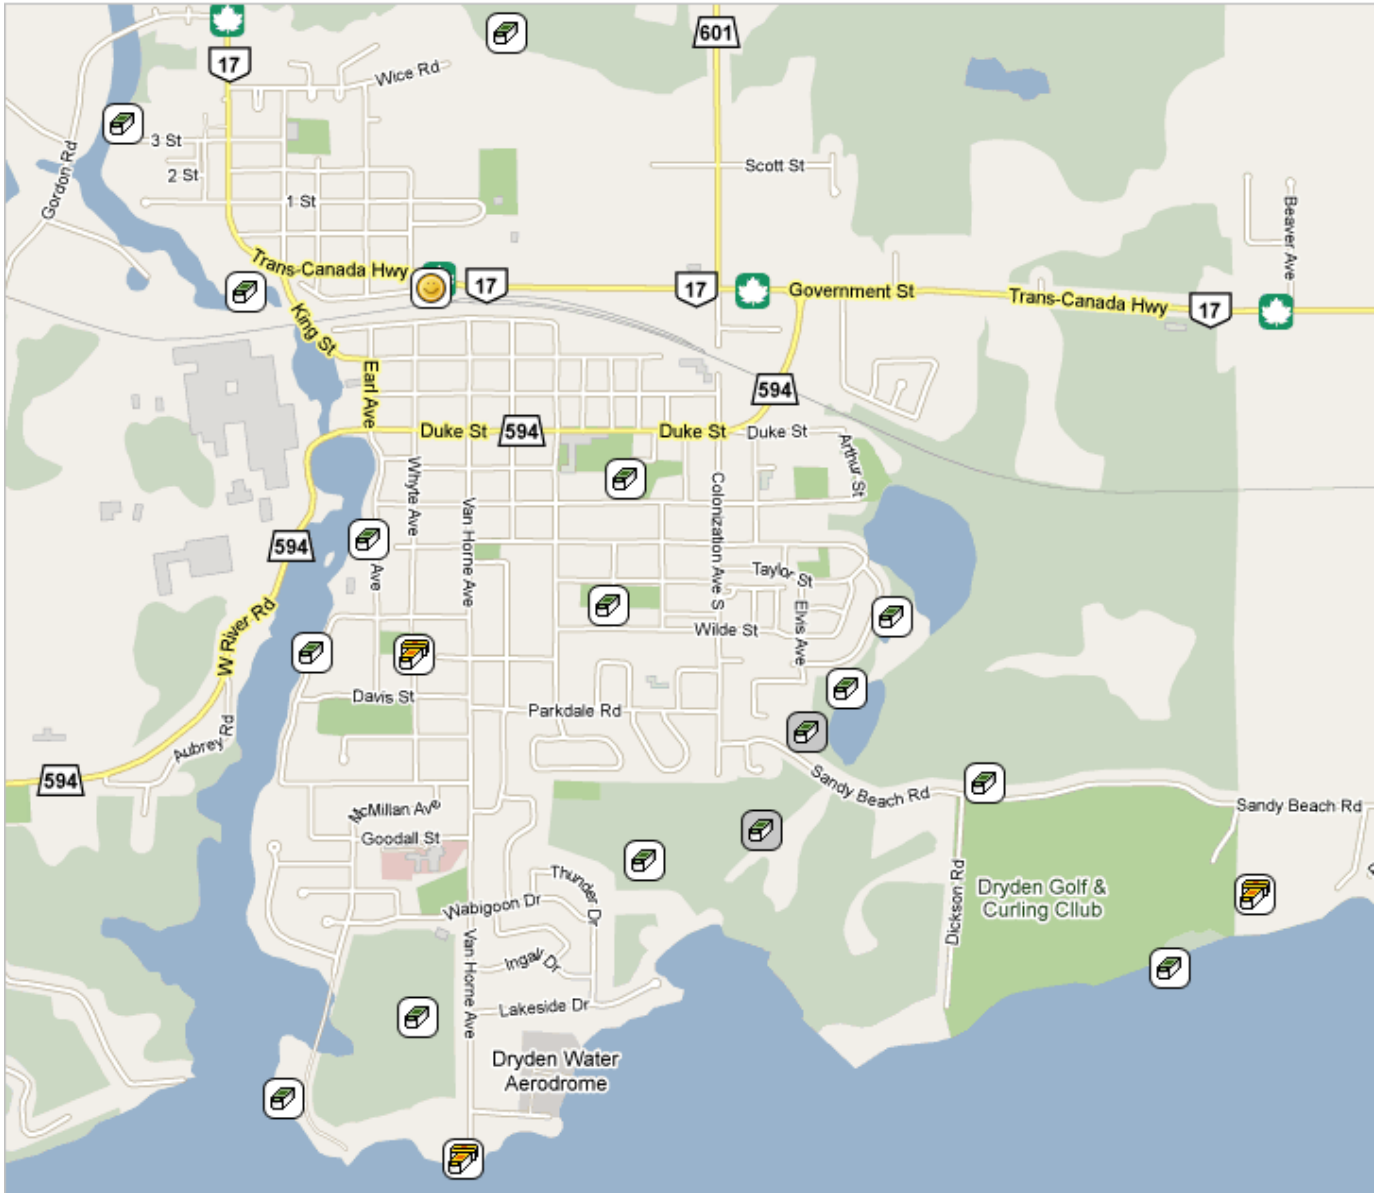 601
17
Wice Rd
3 St
Scott St
2 St
Gordon Rd
1 St
Beaver Ave
Trans-Canada Hwy
17
17
Government St
Trans-Canada Hwy
17
King St
Earl Ave
594
Duke St
594
Duke St
Duke St
Arthur St
Whyte Ave
Van Horne Ave
Colonization Ave S
594
Ave
Taylor St
Elvis Ave
W River Rd
Wilde St
Davis St
Parkdale Rd
Aubrey Rd
594
Sandy Beach Rd
Sandy Beach Rd
McMillan Ave
Goodall St
Thunder Dr
Dickson Rd
Dryden Golf &
Curling Cllub
Wabigoon Dr
Van Horne Ave
Ingall Dr
Lakeside Dr
Dryden Water
Aerodrome